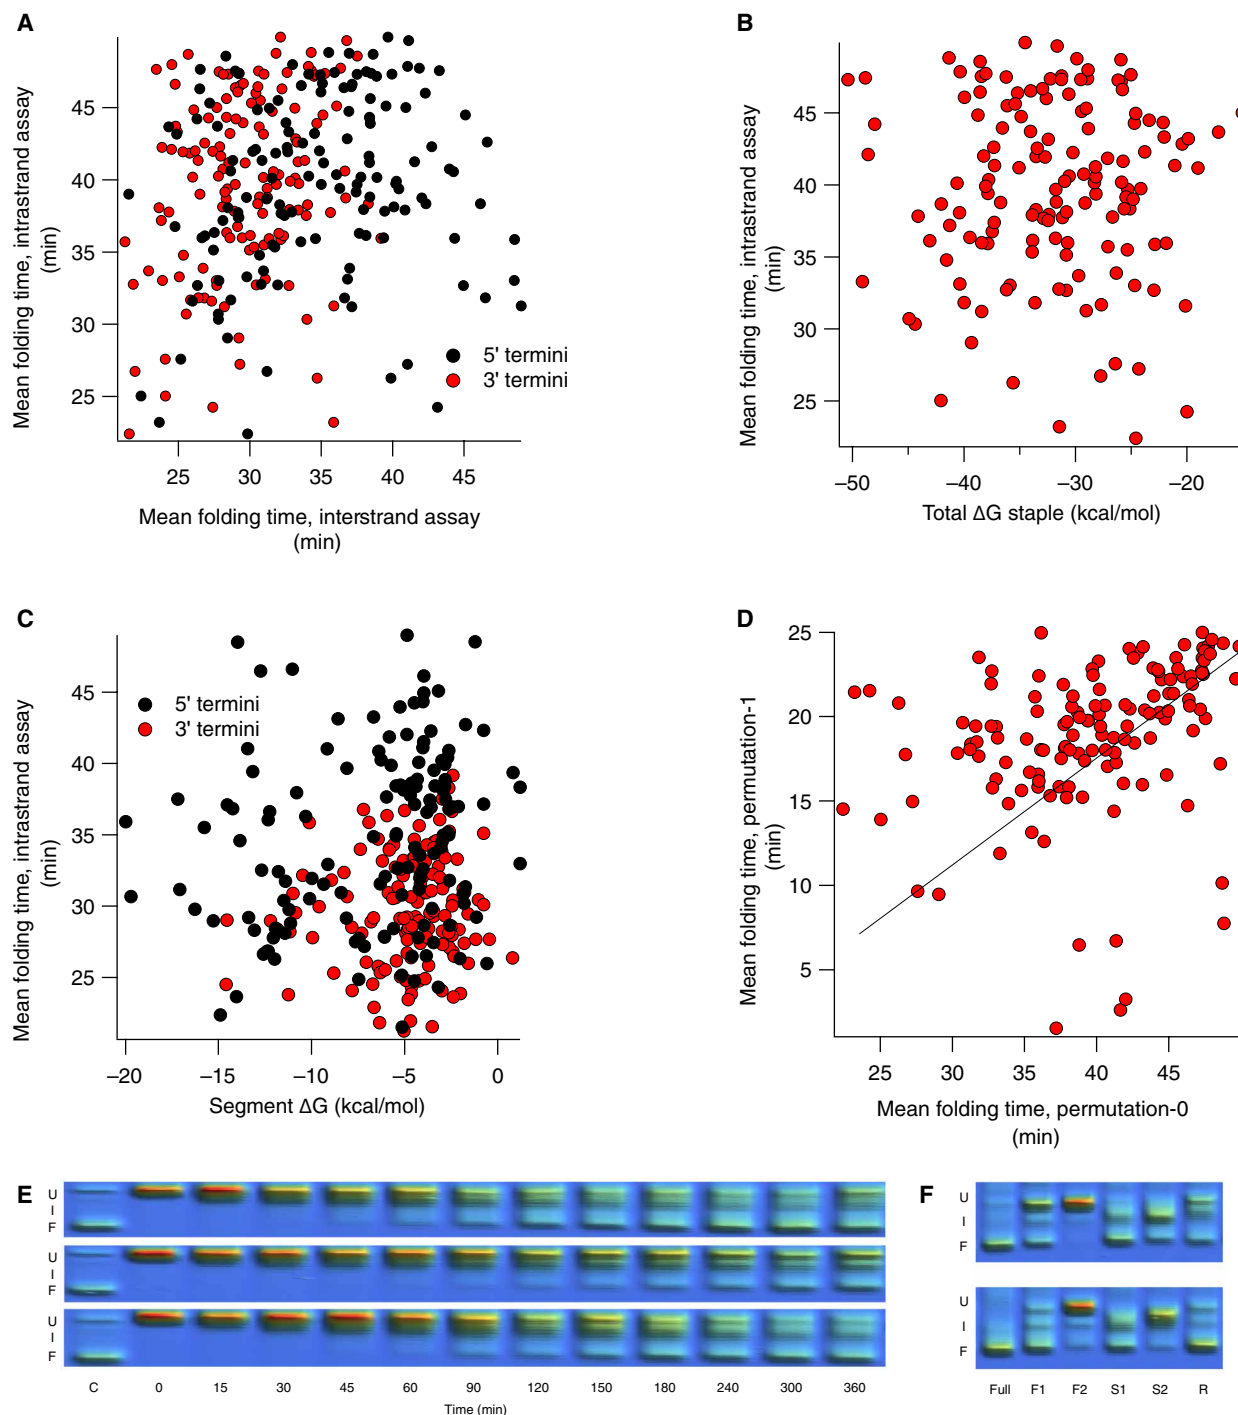 A
Mean folding time, intrastrand assay
(min)
45
40
35
30
25
5' termini
3' termini
25 30 35 40 45
Mean folding time, interstrand assay
(min)
B
Mean folding time, intrastrand assay
(min)
45
40
35
30
25
–50 –40 –30 –20
Total ΔG staple (kcal/mol)
C
Mean folding time, intrastrand assay
(min)
45
40
35
30
25
5' termini
3' termini
–20 –15 –10 –5 0
Segment ΔG (kcal/mol)
D
Mean folding time, permutation-1
(min)
25
20
15
10
5
25 30 35 40 45
Mean folding time, permutation-0
(min)
E
U
I
F
U
I
F
U
I
F
C 0 15 30 45 60 90 120 150 180 240 300 360
Time (min)
F
U
I
F
U
I
F
Full F1 F2 S1 S2 R